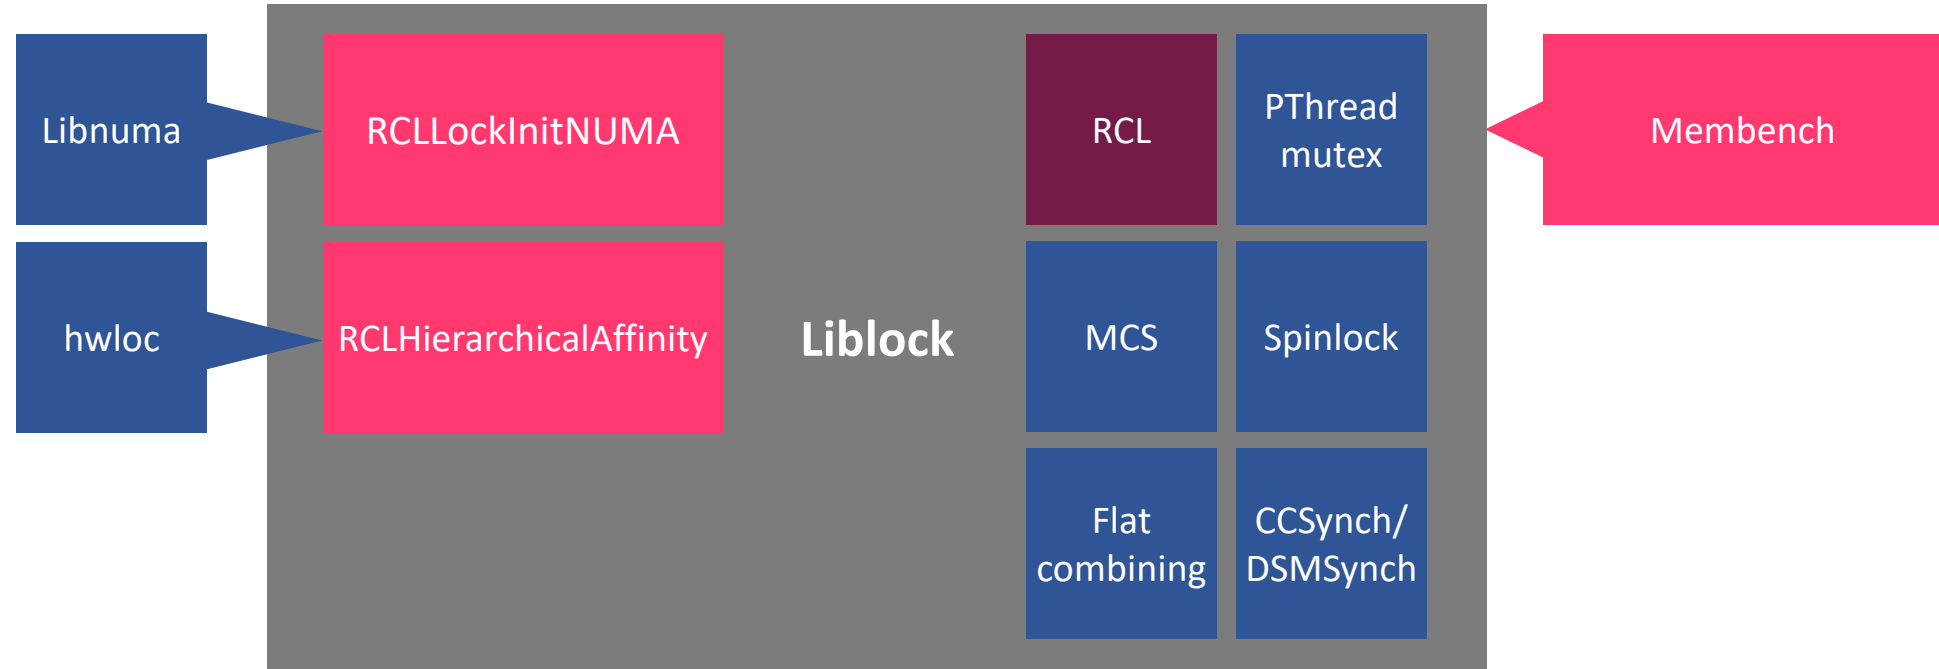 Libnuma
RCLLockInitNUMA
RCL
PThread
mutex
Membench
hwloc
RCLHierarchicalAffinity
Liblock
MCS
Spinlock
Flat
combining
CCSynch/
DSMSynch